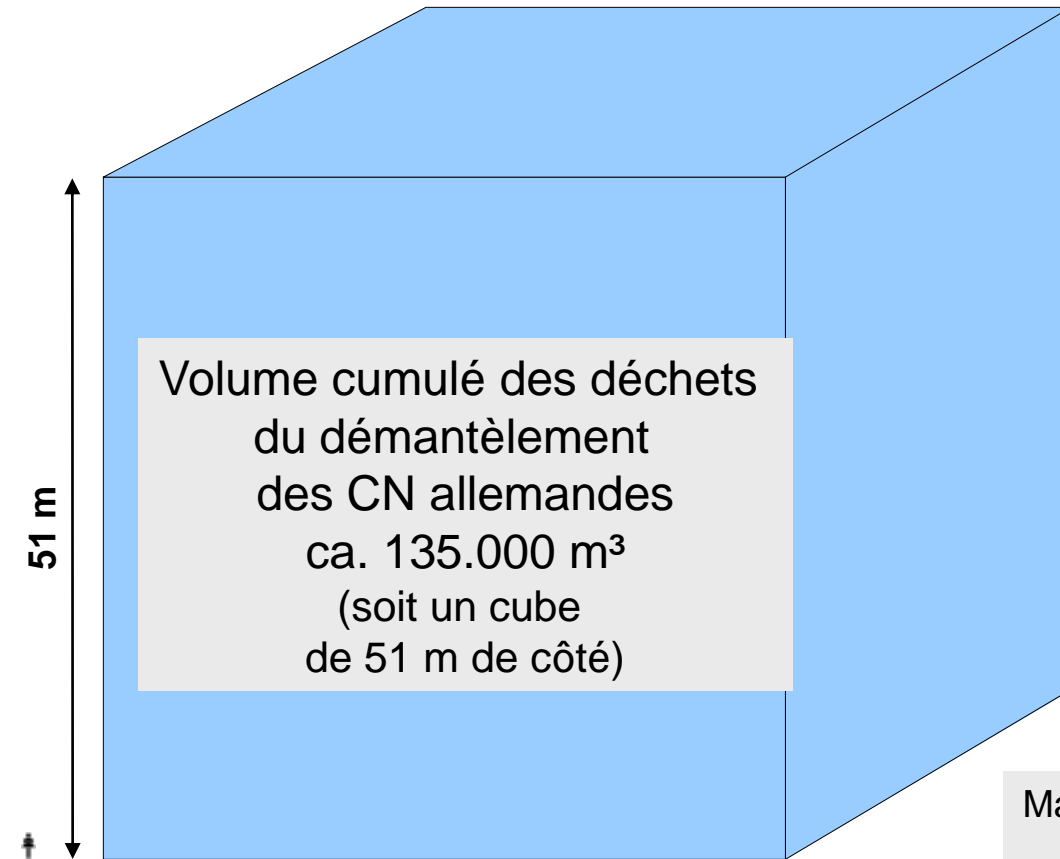 51 m
Volume cumulé des déchets
du démantèlement
des CN allemandes
ca. 135.000 m³
(soit un cube
de 51 m de côté)
Ma